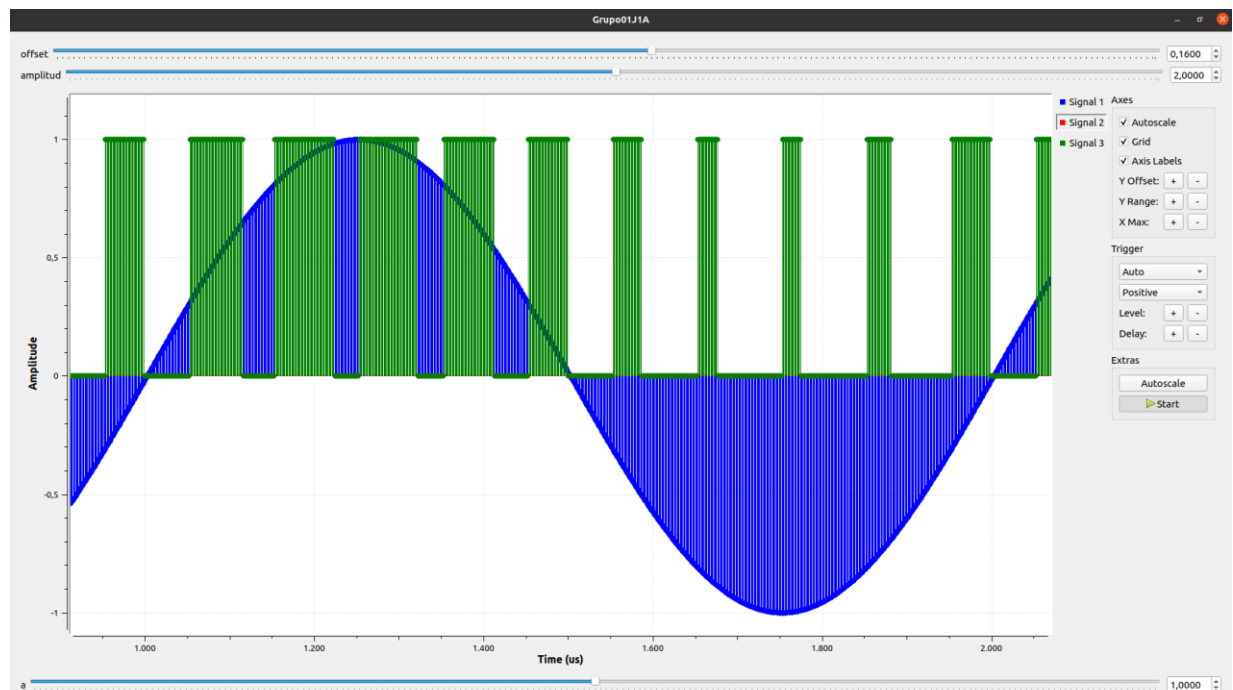 Grupo01J1A
offset 0,1600
amplitud 2,0000
Signal 1
Signal 2
Signal 3
Axes
Autoscale
Grid
Axis Labels
Y Offset: + -
Y Range: + -
X Max: + -
Trigger
Auto
Positive
Level: + -
Delay: + -
Extras
Autoscale
Start
Amplitude
1
0,5
0
-0,5
-1
1.000 1.200 1.400 1.600 1.800 2.000
Time (us)
a 1,0000